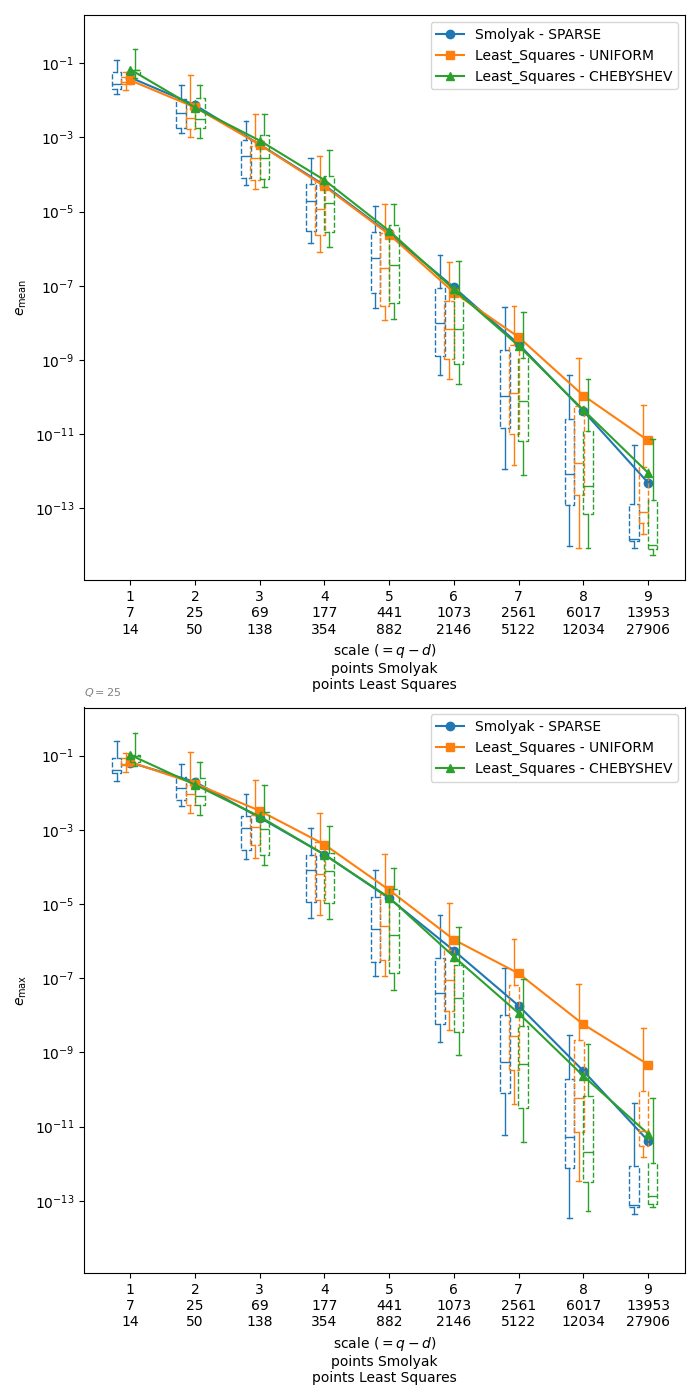 Smolyak - SPARSE
Least_Squares - UNIFORM
Least_Squares - CHEBYSHEV
10⁻¹
10⁻³
10⁻⁵
10⁻⁷
10⁻⁹
10⁻¹¹
10⁻¹³
e_mean
1 2 3 4 5 6 7 8 9
7 25 69 177 441 1073 2561 6017 13953
14 50 138 354 882 2146 5122 12034 27906
scale (= q − d)
points Smolyak
points Least Squares
Q = 25
Smolyak - SPARSE
Least_Squares - UNIFORM
Least_Squares - CHEBYSHEV
10⁻¹
10⁻³
10⁻⁵
10⁻⁷
10⁻⁹
10⁻¹¹
10⁻¹³
e_max
1 2 3 4 5 6 7 8 9
7 25 69 177 441 1073 2561 6017 13953
14 50 138 354 882 2146 5122 12034 27906
scale (= q − d)
points Smolyak
points Least Squares